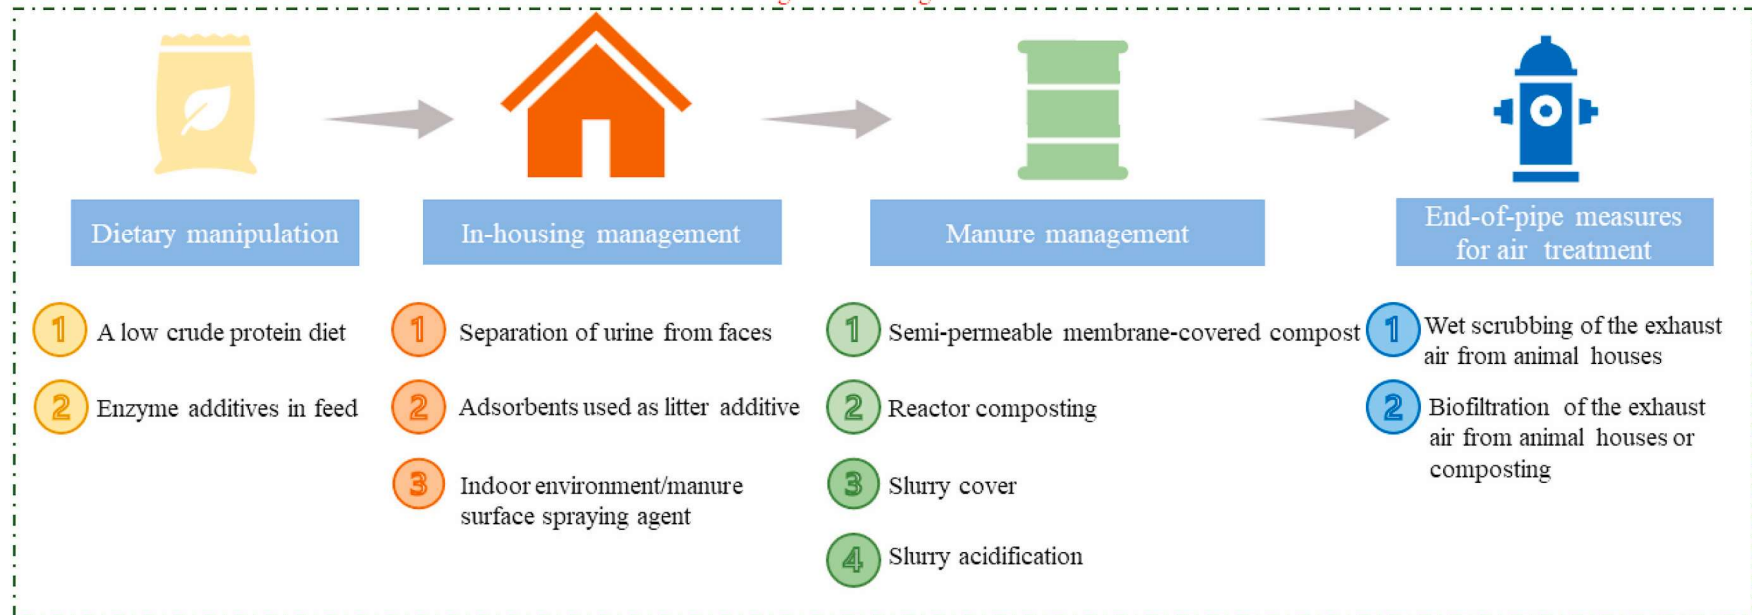 Dietary manipulation
1 A low crude protein diet
2 Enzyme additives in feed
In-housing management
1 Separation of urine from faces
2 Adsorbents used as litter additive
3 Indoor environment/manure
surface spraying agent
Manure management
1 Semi-permeable membrane-covered compost
2 Reactor composting
3 Slurry cover
4 Slurry acidification
End-of-pipe measures
for air treatment
1 Wet scrubbing of the exhaust
air from animal houses
2 Biofiltration of the exhaust
air from animal houses or
composting